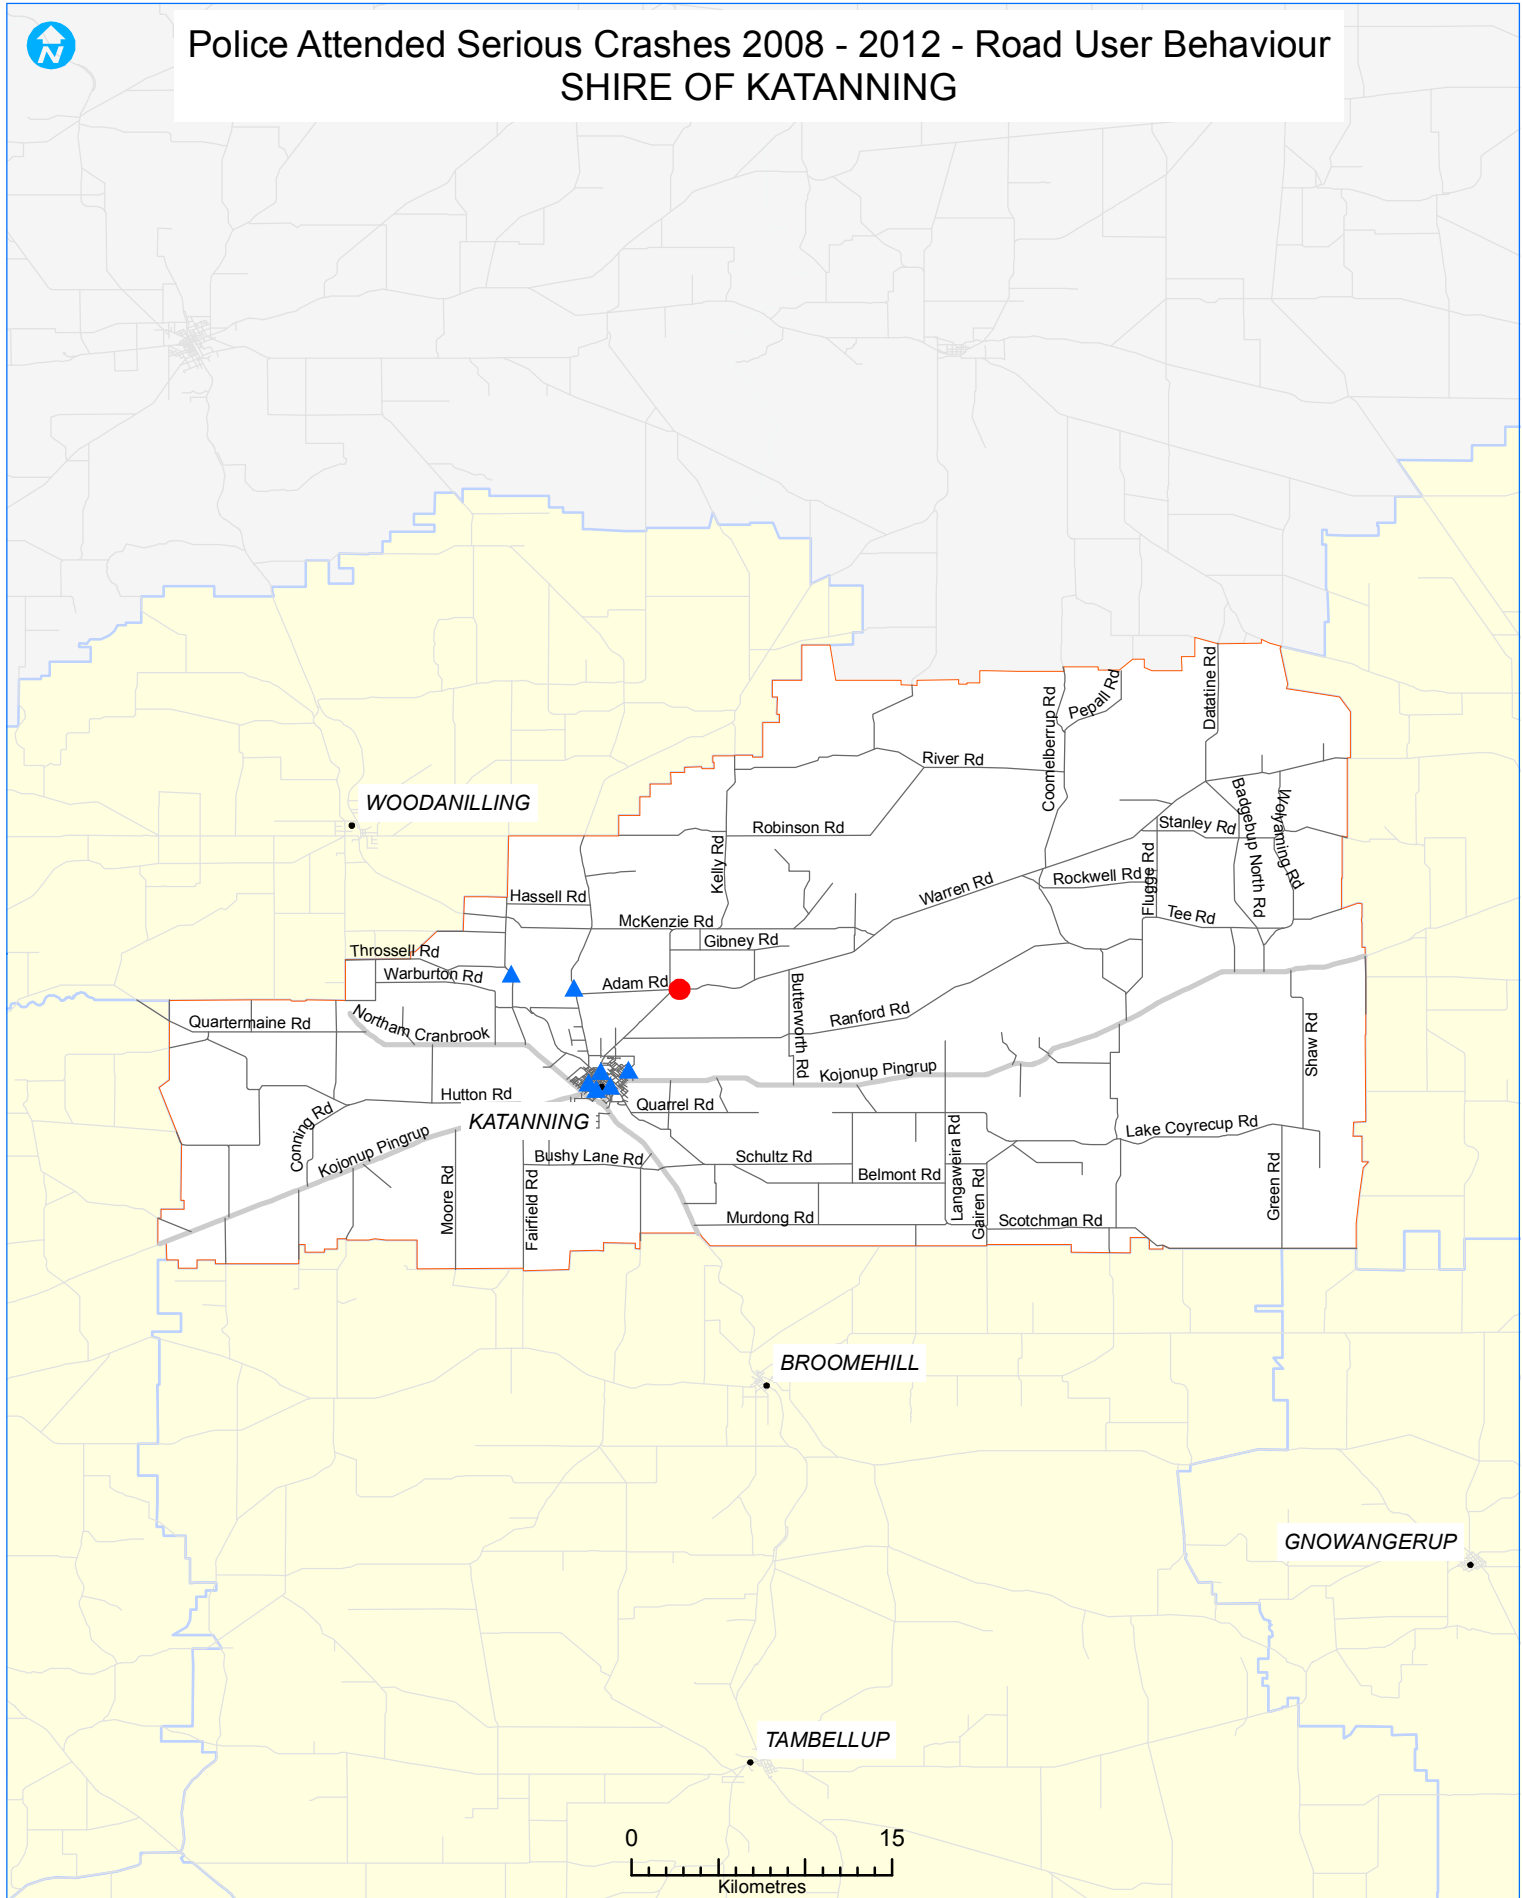 N
Police Attended Serious Crashes 2008 - 2012 - Road User Behaviour
SHIRE OF KATANNING
Datatine Rd
Pepall Rd
Coomelberrup Rd
River Rd
WOODANILLING
Robinson Rd
Kelly Rd
Stanley Rd
Badgebup North Rd
Wolyaming Rd
Rockwell Rd
Flugge Rd
Warren Rd
Hassell Rd
McKenzie Rd
Tee Rd
Gibney Rd
Throssell Rd
Warburton Rd
Adam Rd
Butterworth Rd
Ranford Rd
Quartermaine Rd
Northam Cranbrook
Shaw Rd
Kojonup Pingrup
Hutton Rd
Quarrel Rd
KATANNING
Conning Rd
Kojonup Pingrup
Lake Coyrecup Rd
Langaweira Rd
Bushy Lane Rd
Schultz Rd
Belmont Rd
Moore Rd
Fairfield Rd
Gairen Rd
Green Rd
Murdong Rd
Scotchman Rd
BROOMEHILL
GNOWANGERUP
TAMBELLUP
0 15
Kilometres